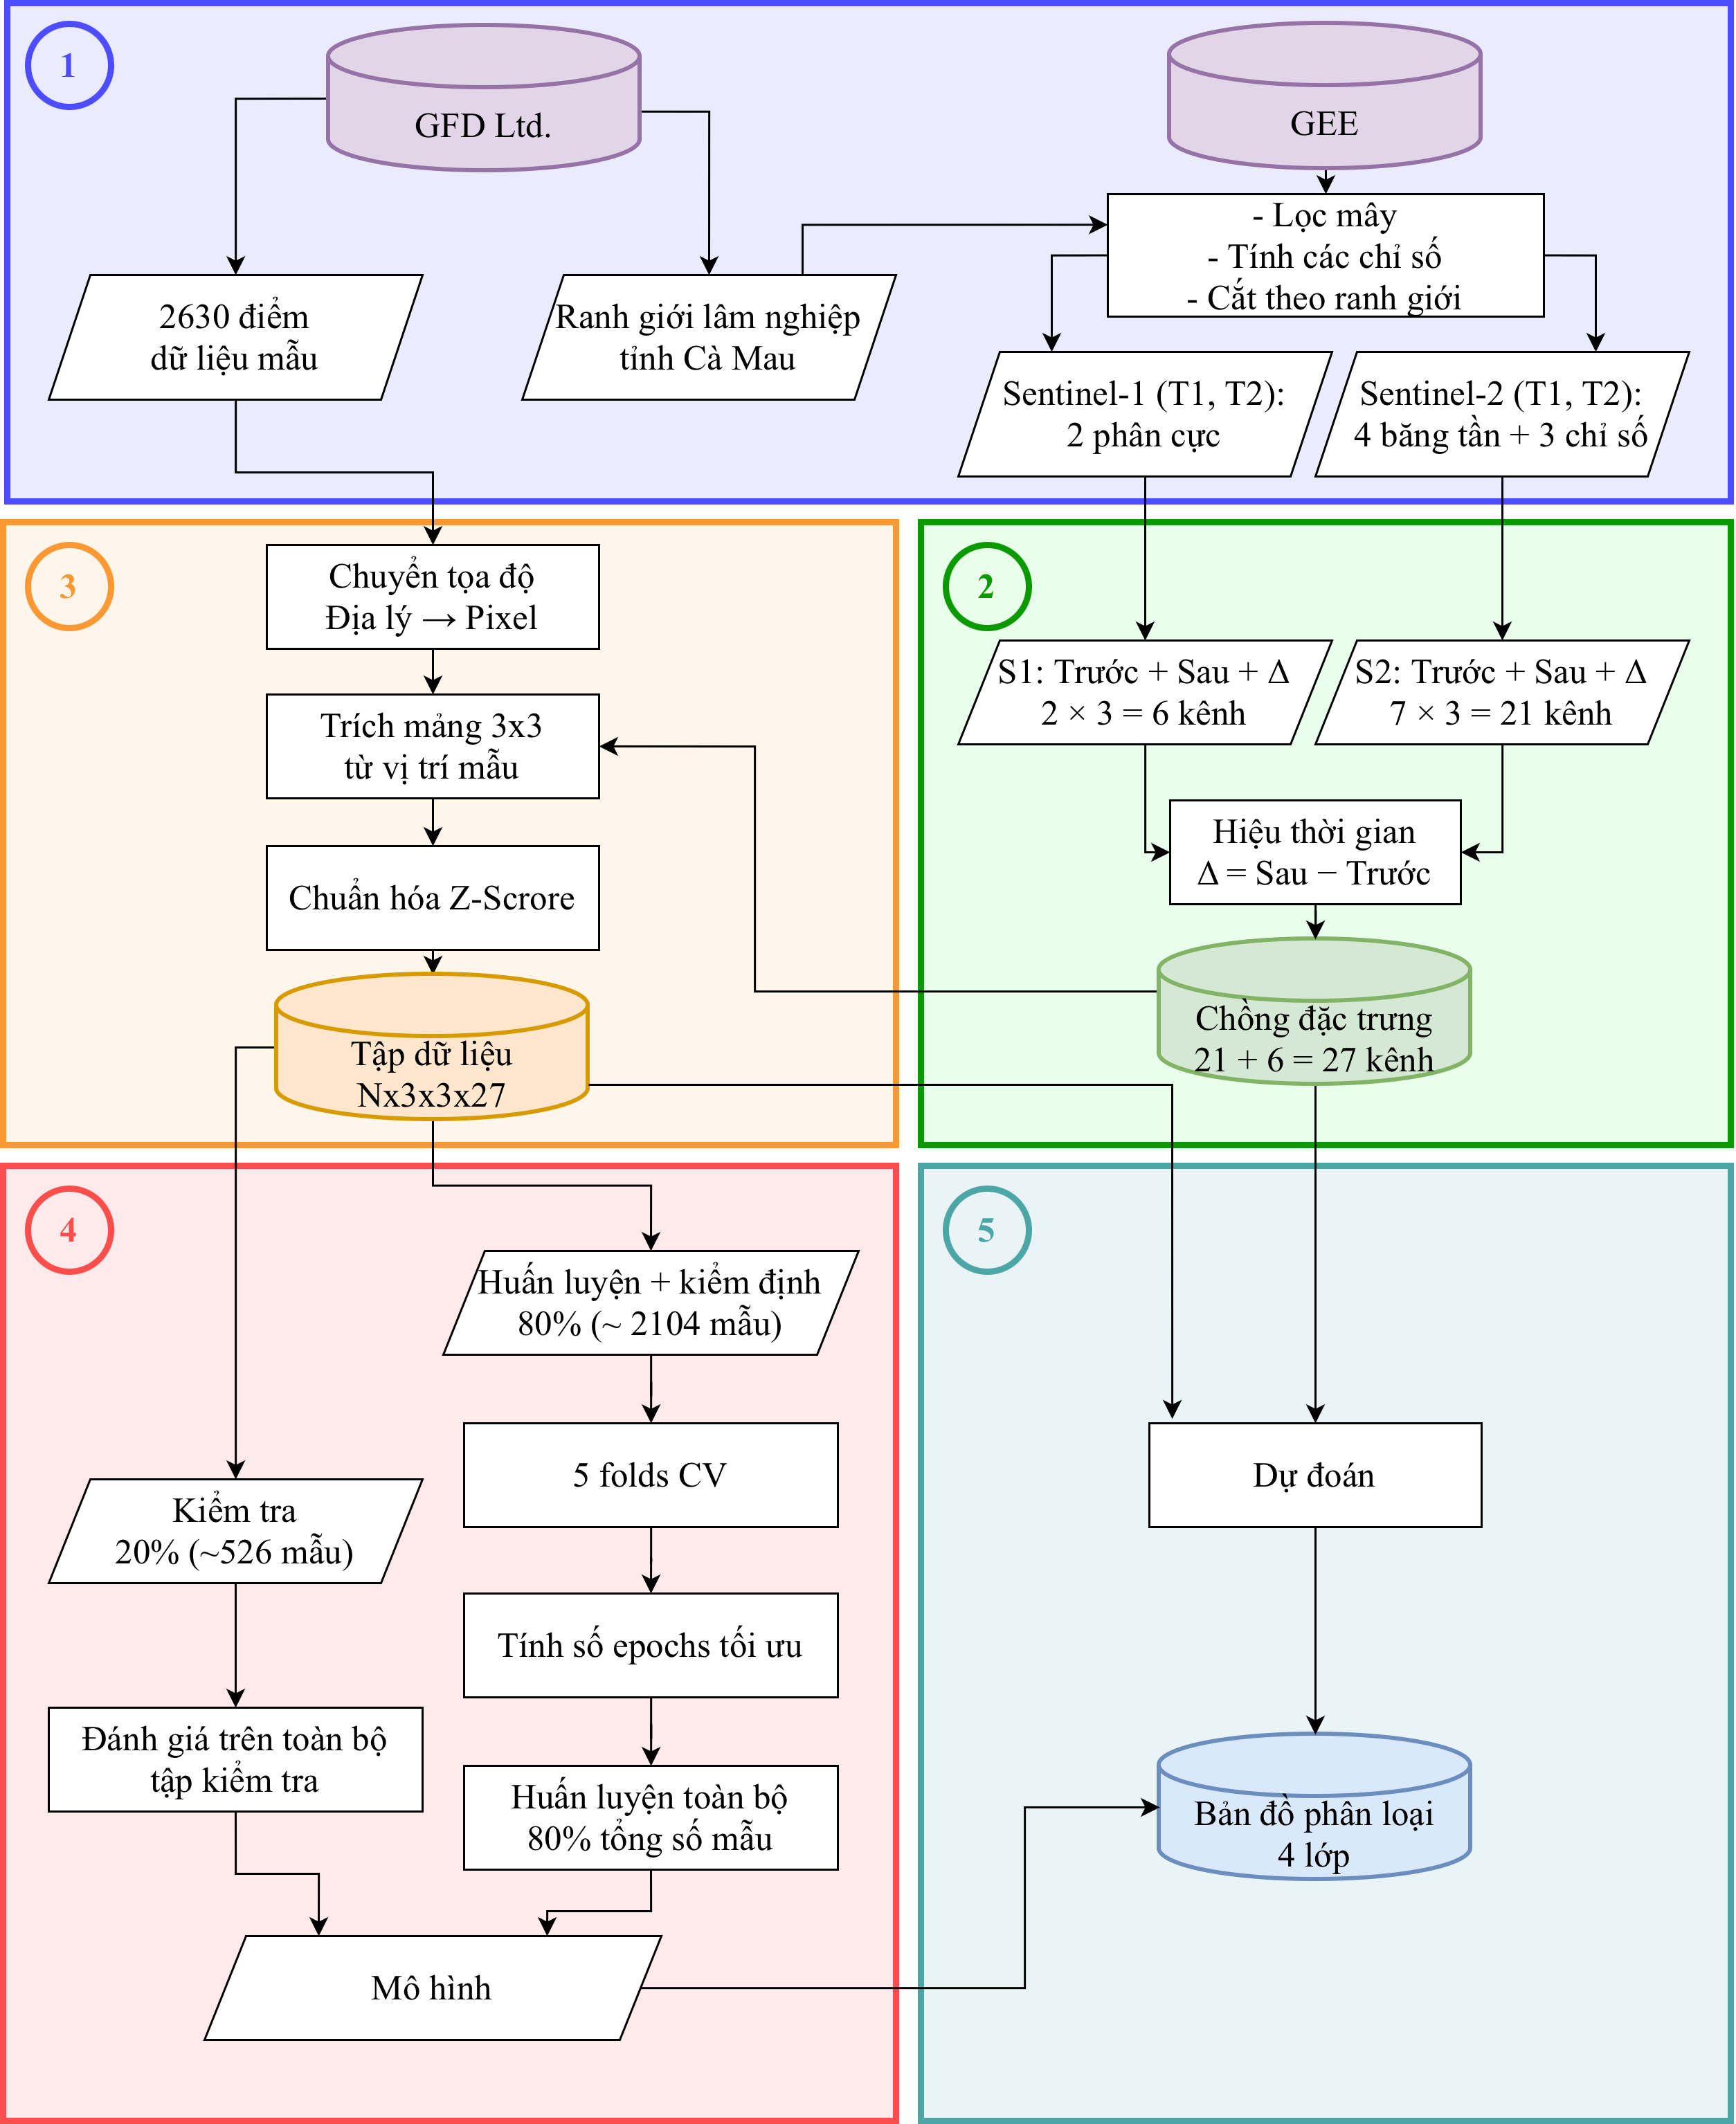 1
GFD Ltd.
GEE
- Lọc mây
- Tính các chỉ số
- Cắt theo ranh giới
2630 điểm
dữ liệu mẫu
Ranh giới lâm nghiệp
tỉnh Cà Mau
Sentinel-1 (T1, T2):
2 phân cực
Sentinel-2 (T1, T2):
4 băng tần + 3 chỉ số
3
Chuyển tọa độ
Địa lý → Pixel
Trích mảng 3x3
từ vị trí mẫu
Chuẩn hóa Z-Scrore
Tập dữ liệu
Nx3x3x27
2
S1: Trước + Sau + Δ
2 × 3 = 6 kênh
S2: Trước + Sau + Δ
7 × 3 = 21 kênh
Hiệu thời gian
Δ = Sau − Trước
Chồng đặc trưng
21 + 6 = 27 kênh
4
Huấn luyện + kiểm định
80% (~ 2104 mẫu)
5 folds CV
Kiểm tra
20% (~526 mẫu)
Tính số epochs tối ưu
Đánh giá trên toàn bộ
tập kiểm tra
Huấn luyện toàn bộ
80% tổng số mẫu
Mô hình
5
Dự đoán
Bản đồ phân loại
4 lớp